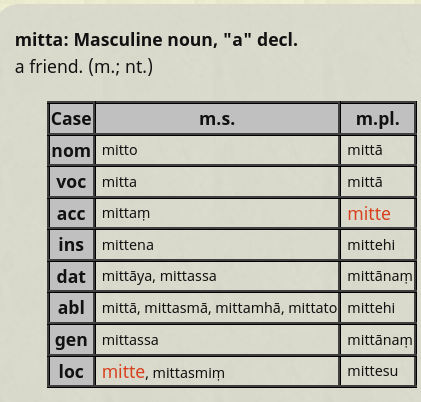 mitta: Masculine noun, "a" decl.
a friend. (m.; nt.)
Case m.s. m.pl.
nom mitto mittā
voc mitta mittā
acc mittaṃ mitte
ins mittena mittehi
dat mittāya, mittassa mittānaṃ
abl mittā, mittasmā, mittamhā, mittato mittehi
gen mittassa mittānaṃ
loc mitte, mittasmiṃ mittesu